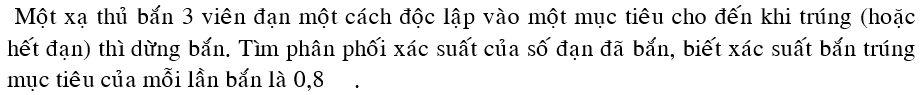 Một xạ thủ bắn 3 viên đạn một cách độc lập vào một mục tiêu cho đến khi trúng (hoặc
hết đạn) thì dừng bắn. Tìm phân phối xác suất của số đạn đã bắn, biết xác suất bắn trúng
mục tiêu của mỗi lần bắn là 0,8 .